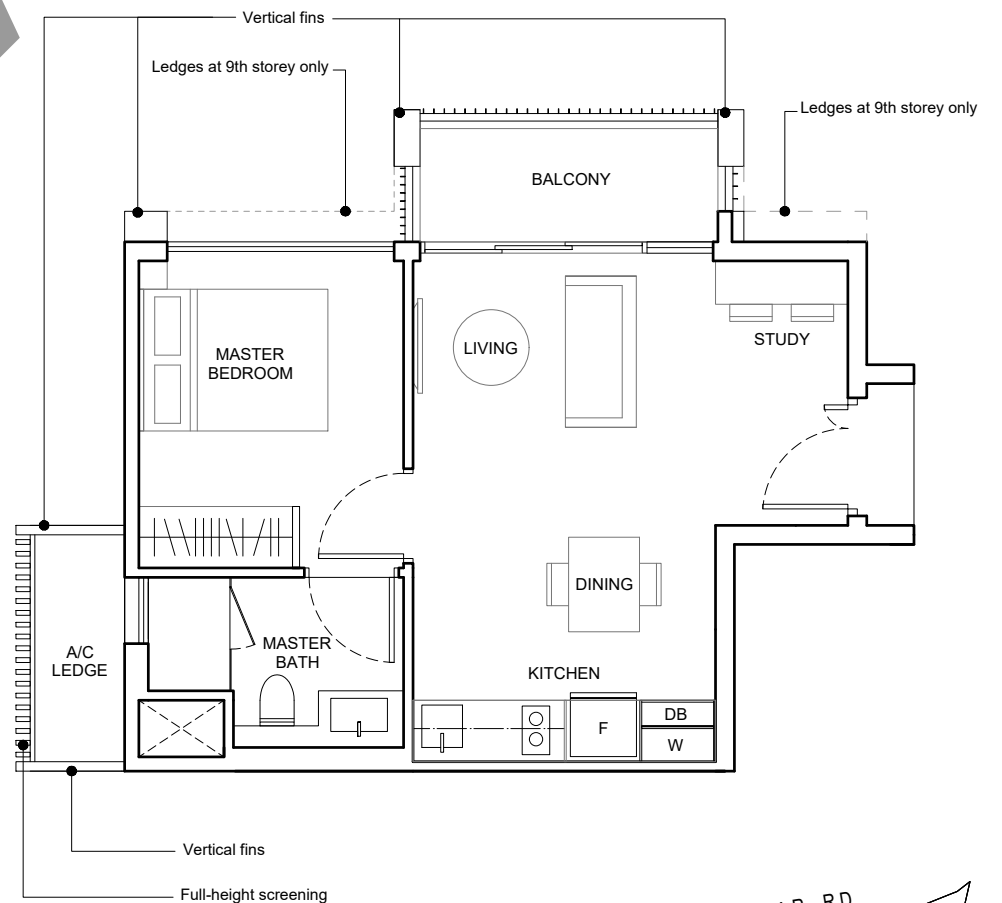 Vertical fins
Ledges at 9th storey only
Ledges at 9th storey only
BALCONY
MASTER
BEDROOM
LIVING
STUDY
DINING
A/C
LEDGE
MASTER
BATH
KITCHEN
F
DB
W
Vertical fins
Full-height screening
RD